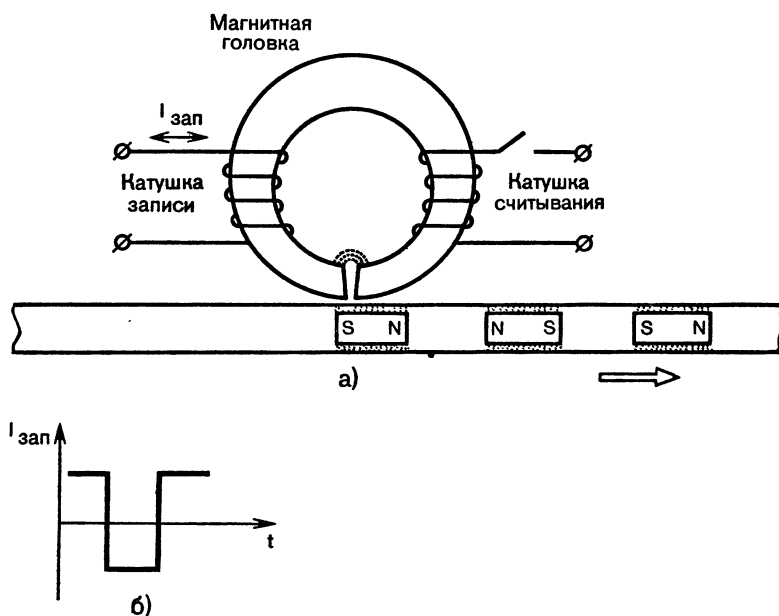 Магнитная
головка
I зап
Катушка
записи
Катушка
считывания
S N N S S N
а)
I зап
t
б)